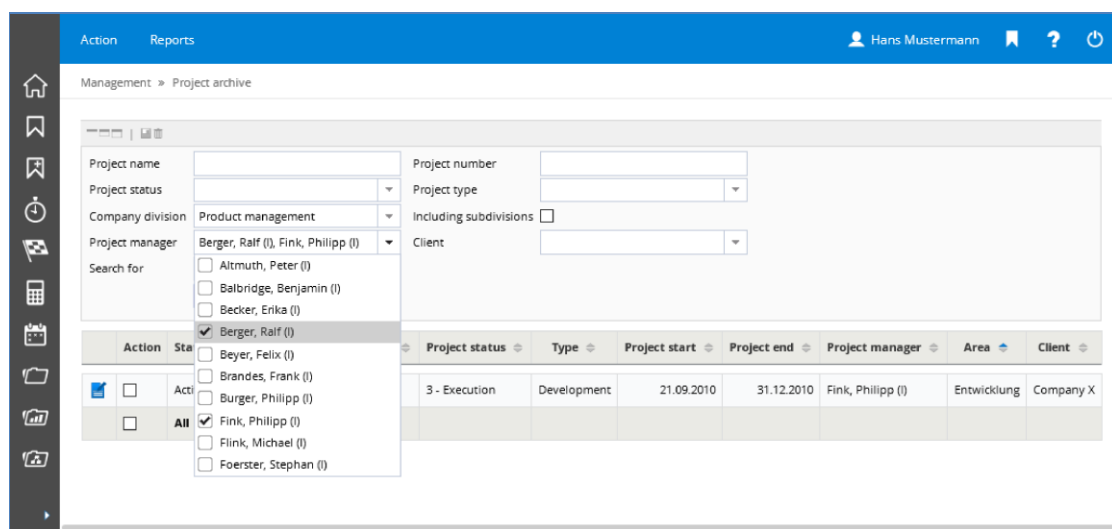 Action Reports Hans Mustermann ?
Management » Project archive
Project name Project number
Project status Project type
Company division Product management Including subdivisions
Project manager Berger, Ralf (I), Fink, Philipp (I) Client
Search for
Altmuth, Peter (I)
Balbridge, Benjamin (I)
Becker, Erika (I)
Berger, Ralf (I)
Beyer, Felix (I)
Brandes, Frank (I)
Burger, Philipp (I)
Fink, Philipp (I)
Flink, Michael (I)
Foerster, Stephan (I)
Action Sta Project status Type Project start Project end Project manager Area Client
Acti 3 - Execution Development 21.09.2010 31.12.2010 Fink, Philipp (I) Entwicklung Company X
All